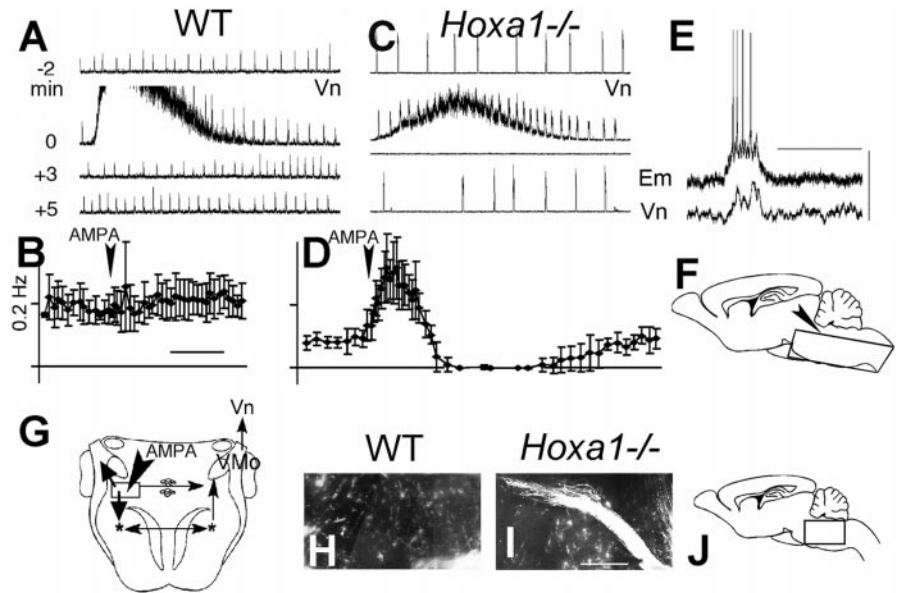 WT
Hoxa1-/-
A
C
E
-2
min
Vn
Vn
0
+3
+5
Em
Vn
B
AMPA
D
AMPA
F
0.2 Hz
G
Vn
AMPA
VMo
*
*
WT
Hoxa1-/-
H
I
J